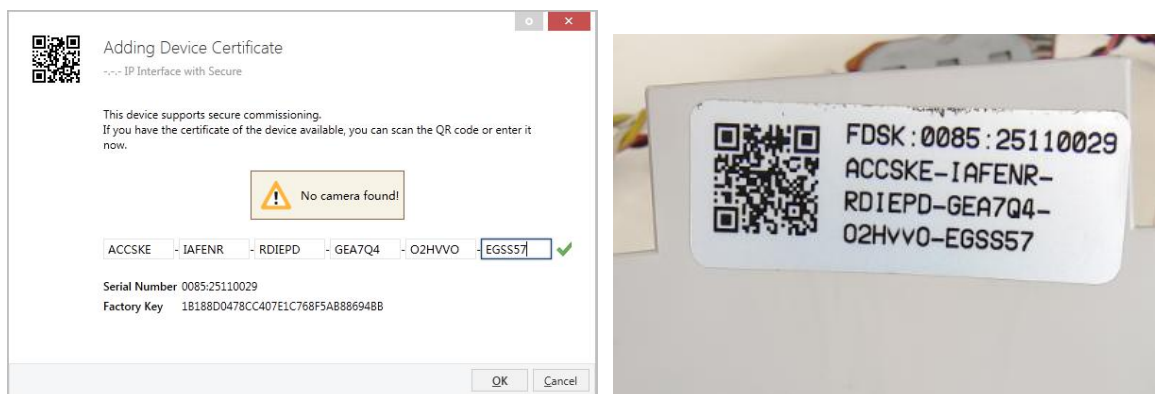 Adding Device Certificate
-.-.- IP Interface with Secure
This device supports secure commissioning.
If you have the certificate of the device available, you can scan the QR code or enter it
now.
No camera found!
ACCSKE - IAFENR - RDIEPD - GEA7Q4 - O2HVVO - EGSS57
Serial Number 0085:25110029
Factory Key 1B188D0478CC407E1C768F5AB88694BB
OK Cancel
FDSK:0085:25110029
ACCSKE-IAFENR-
RDIEPD-GEA7Q4-
O2HvvO-EGSS57